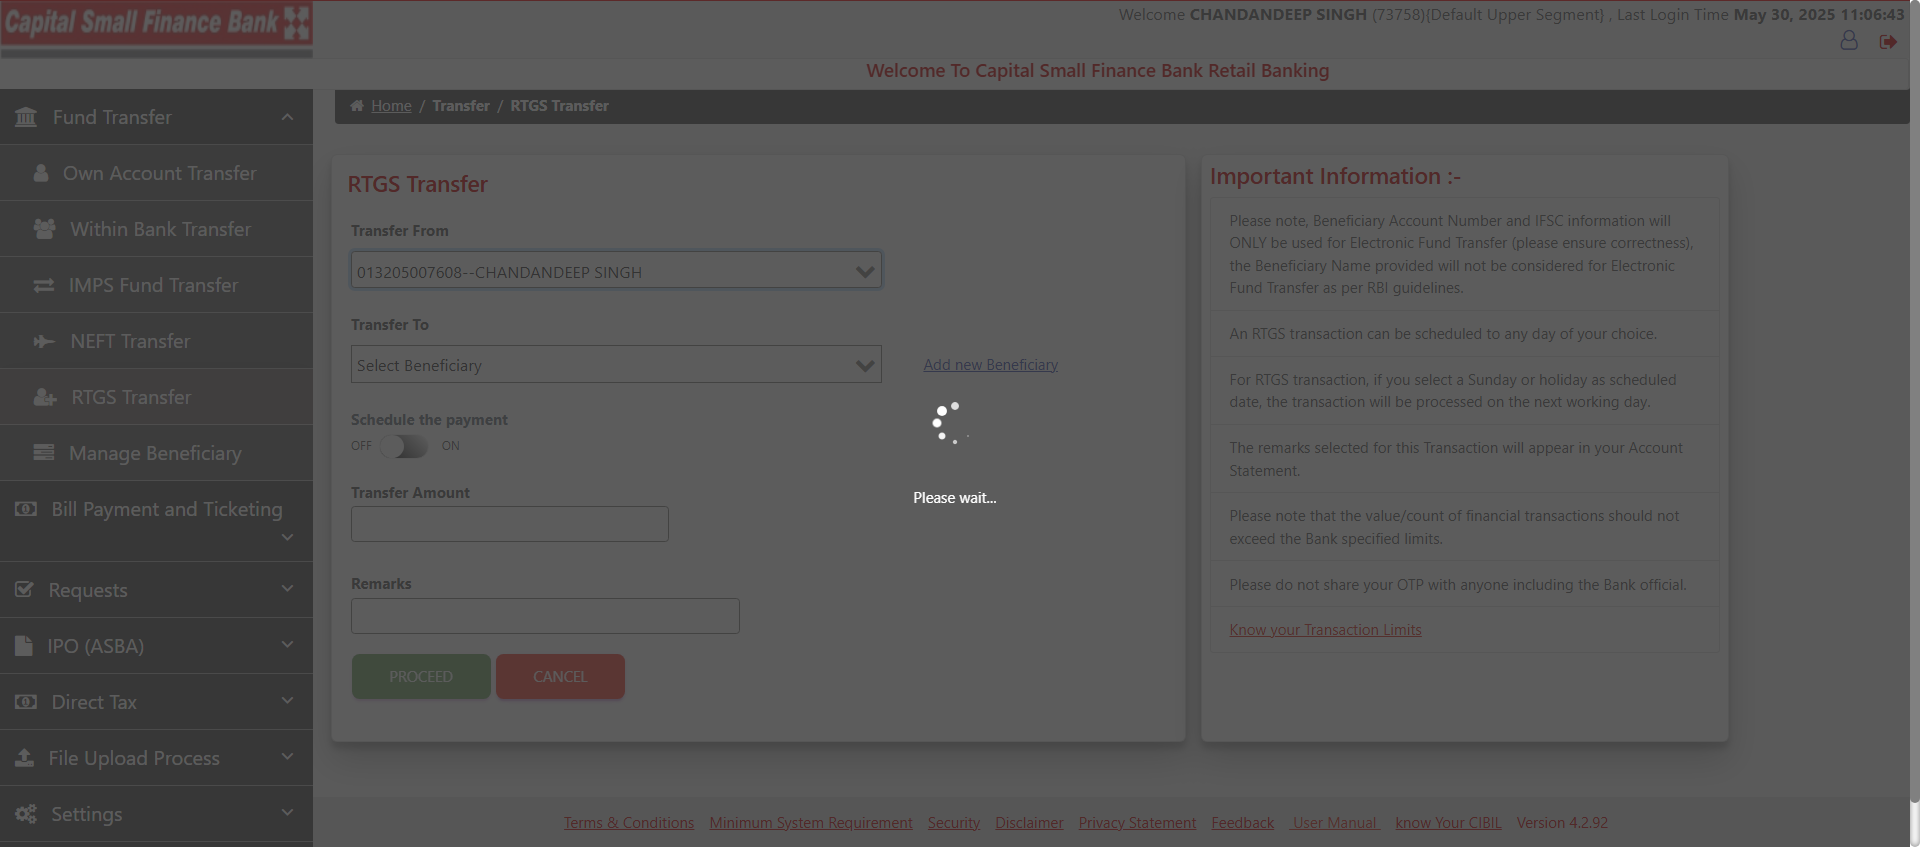 Capital Small Finance Bank
Welcome CHANDANDEEP SINGH (73758){Default Upper Segment} , Last Login Time May 30, 2025 11:06:43
Welcome To Capital Small Finance Bank Retail Banking
Fund Transfer
Own Account Transfer
Within Bank Transfer
IMPS Fund Transfer
NEFT Transfer
RTGS Transfer
Manage Beneficiary
Bill Payment and Ticketing
Requests
IPO (ASBA)
Direct Tax
File Upload Process
Settings
Home / Transfer / RTGS Transfer
RTGS Transfer
Transfer From
013205007608--CHANDANDEEP SINGH
Transfer To
Select Beneficiary
Add new Beneficiary
Schedule the payment
OFF ON
Transfer Amount
Remarks
PROCEED CANCEL
Please wait...
Important Information :-
Please note, Beneficiary Account Number and IFSC information will
ONLY be used for Electronic Fund Transfer (please ensure correctness),
the Beneficiary Name provided will not be considered for Electronic
Fund Transfer as per RBI guidelines.
An RTGS transaction can be scheduled to any day of your choice.
For RTGS transaction, if you select a Sunday or holiday as scheduled
date, the transaction will be processed on the next working day.
The remarks selected for this Transaction will appear in your Account
Statement.
Please note that the value/count of financial transactions should not
exceed the Bank specified limits.
Please do not share your OTP with anyone including the Bank official.
Know your Transaction Limits
Terms & Conditions Minimum System Requirement Security Disclaimer Privacy Statement Feedback User Manual know Your CIBIL Version 4.2.92